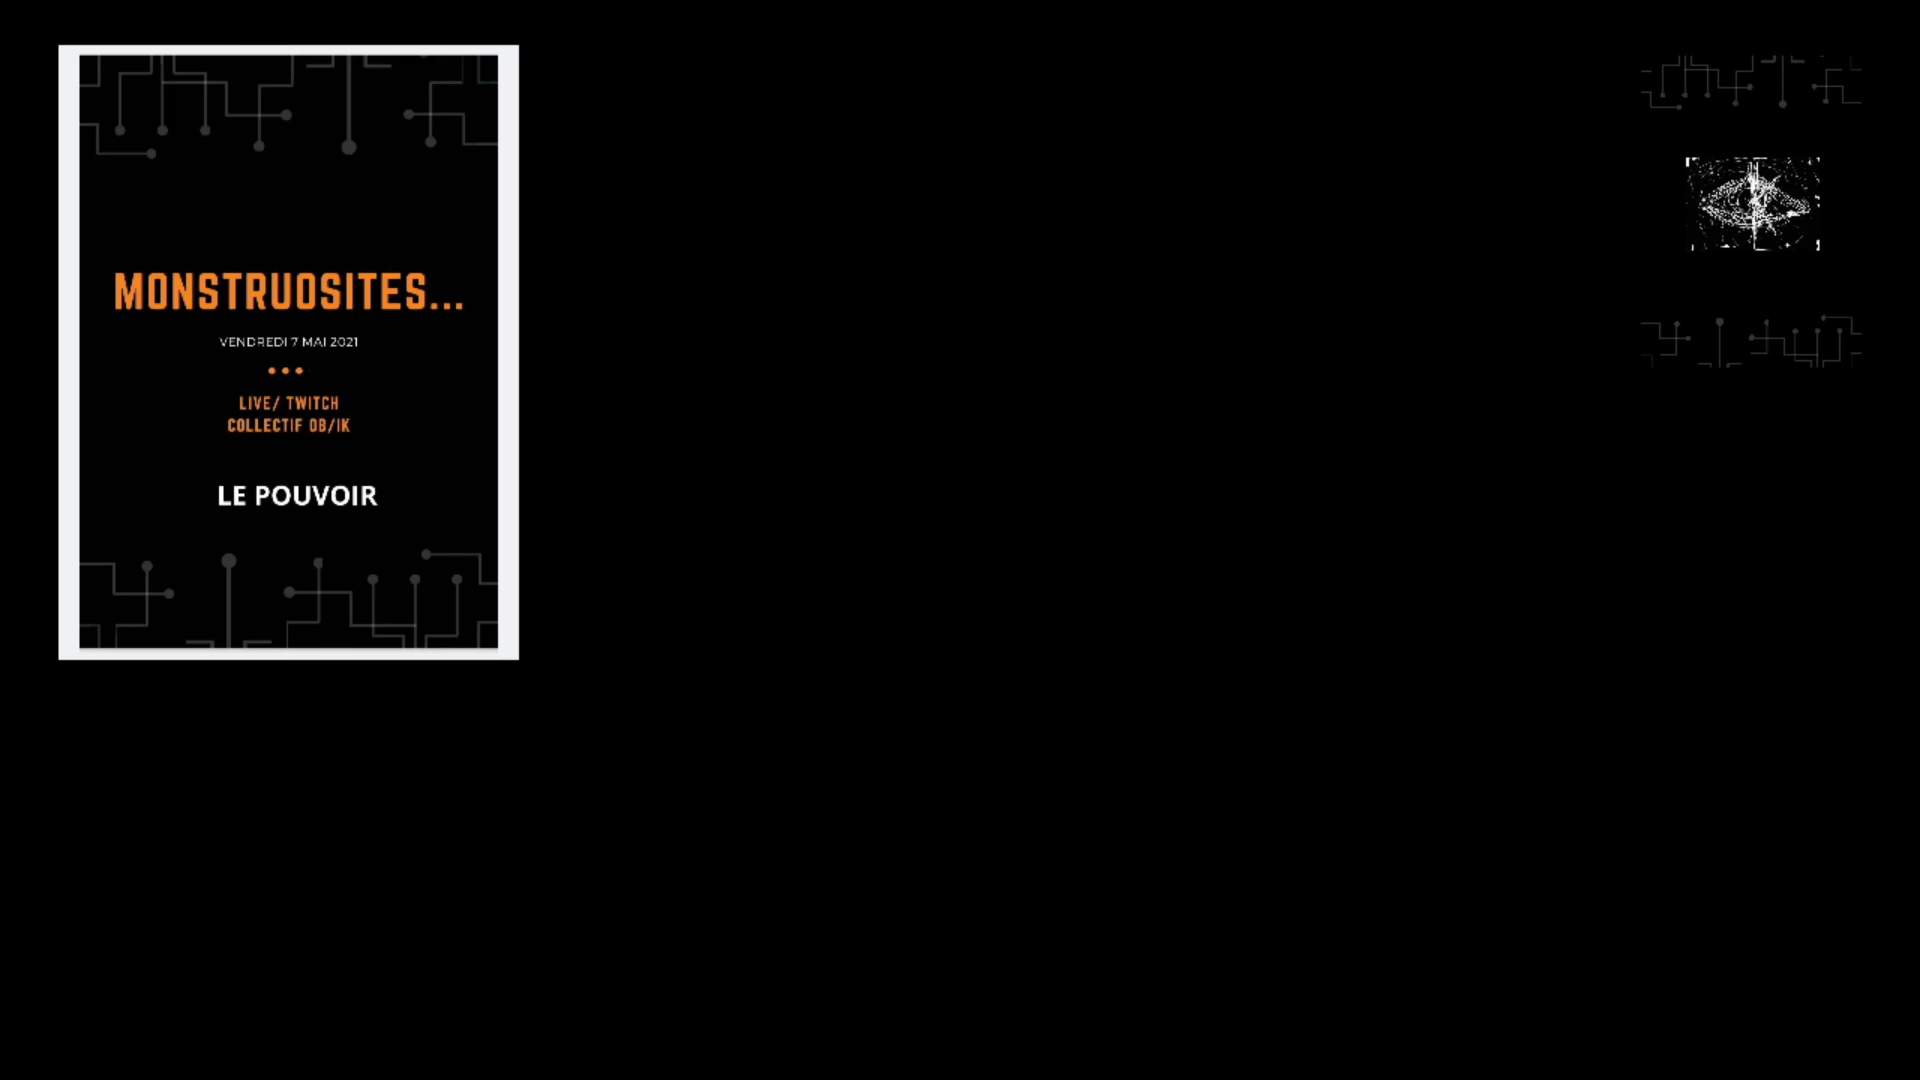 MONSTRUOSITES...
VENDREDI 7 MAI 2021
LIVE/ TWITCH
COLLECTIF OB/IK
LE POUVOIR